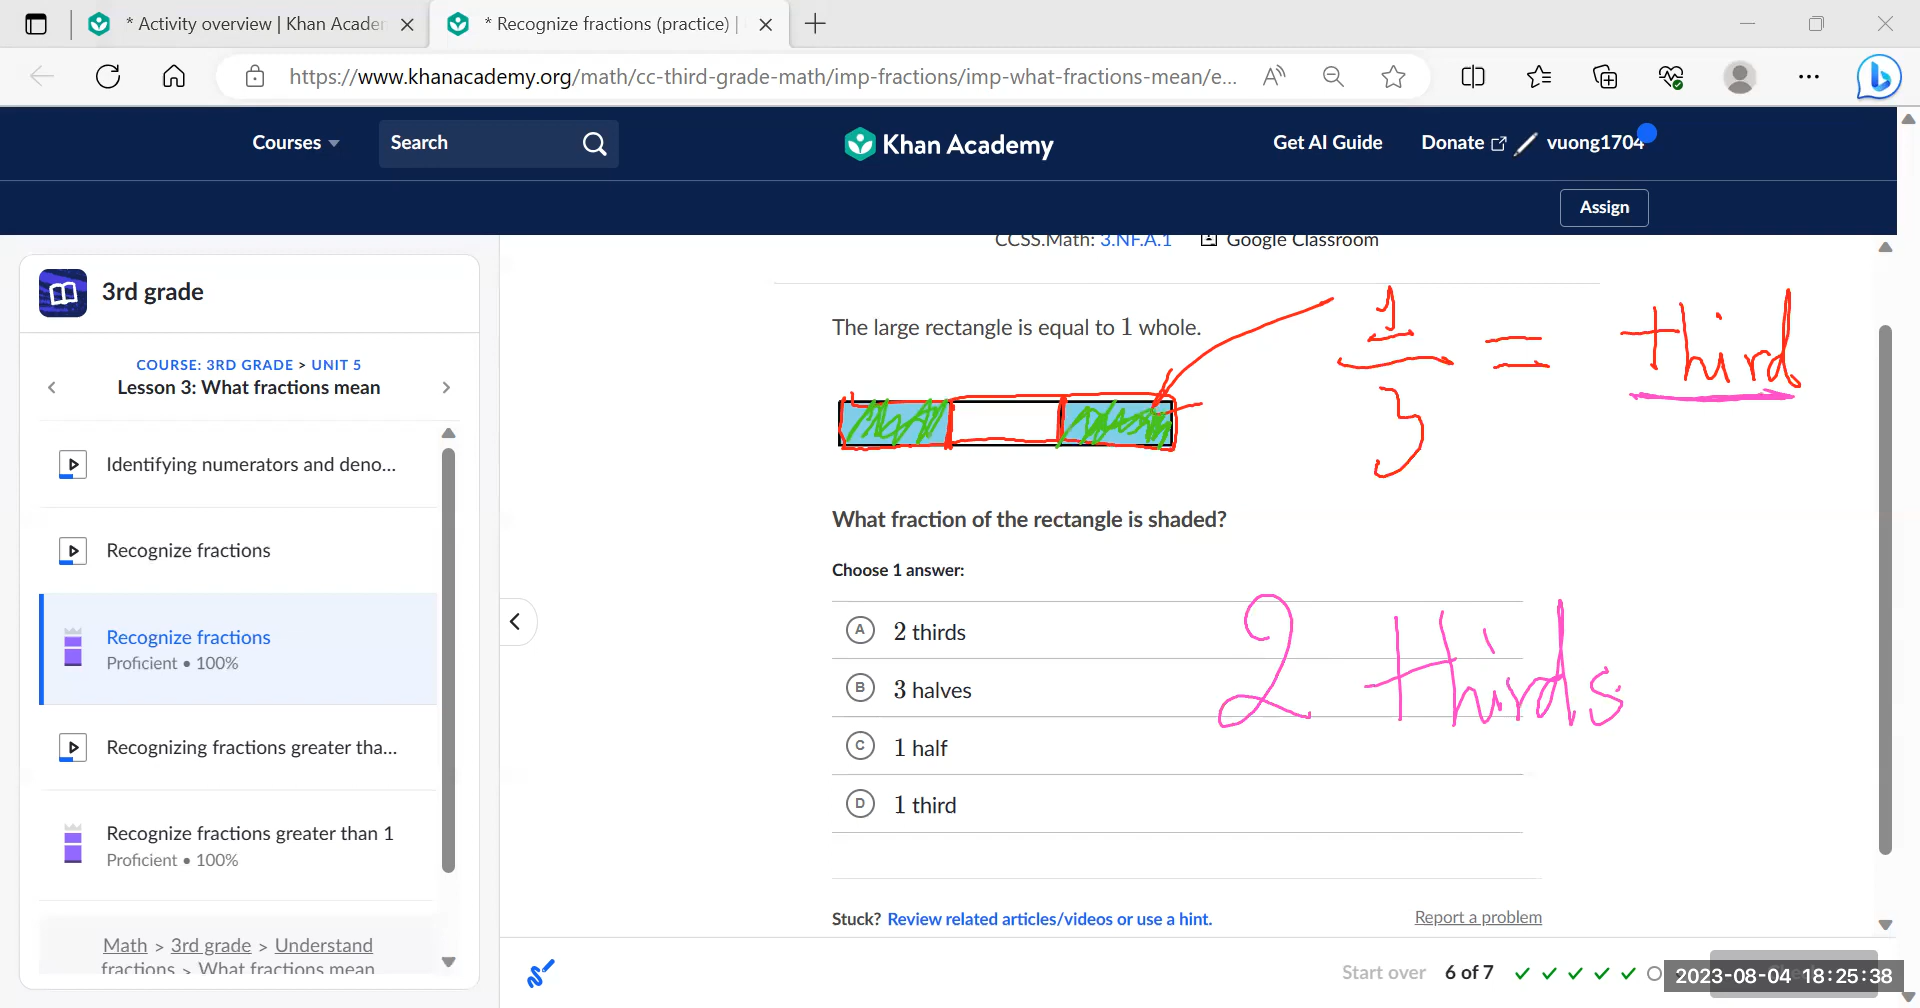 * Activity overview | Khan Acader
* Recognize fractions (practice) |
https://www.khanacademy.org/math/cc-third-grade-math/imp-fractions/imp-what-fractions-mean/e...
Courses
Search
Khan Academy
Get AI Guide
Donate
vuong1704
Assign
CCSS.Math: 3.NF.A.1
Google Classroom
3rd grade
COURSE: 3RD GRADE > UNIT 5
Lesson 3: What fractions mean
Identifying numerators and deno...
Recognize fractions
Recognize fractions
Proficient • 100%
Recognizing fractions greater tha...
Recognize fractions greater than 1
Proficient • 100%
Math > 3rd grade > Understand
fractions > What fractions mean
The large rectangle is equal to 1 whole.
1
3
= third
What fraction of the rectangle is shaded?
Choose 1 answer:
A 2 thirds
B 3 halves
C 1 half
D 1 third
2 thirds
Stuck? Review related articles/videos or use a hint.
Report a problem
Start over
6 of 7
2023-08-04 18:25:38